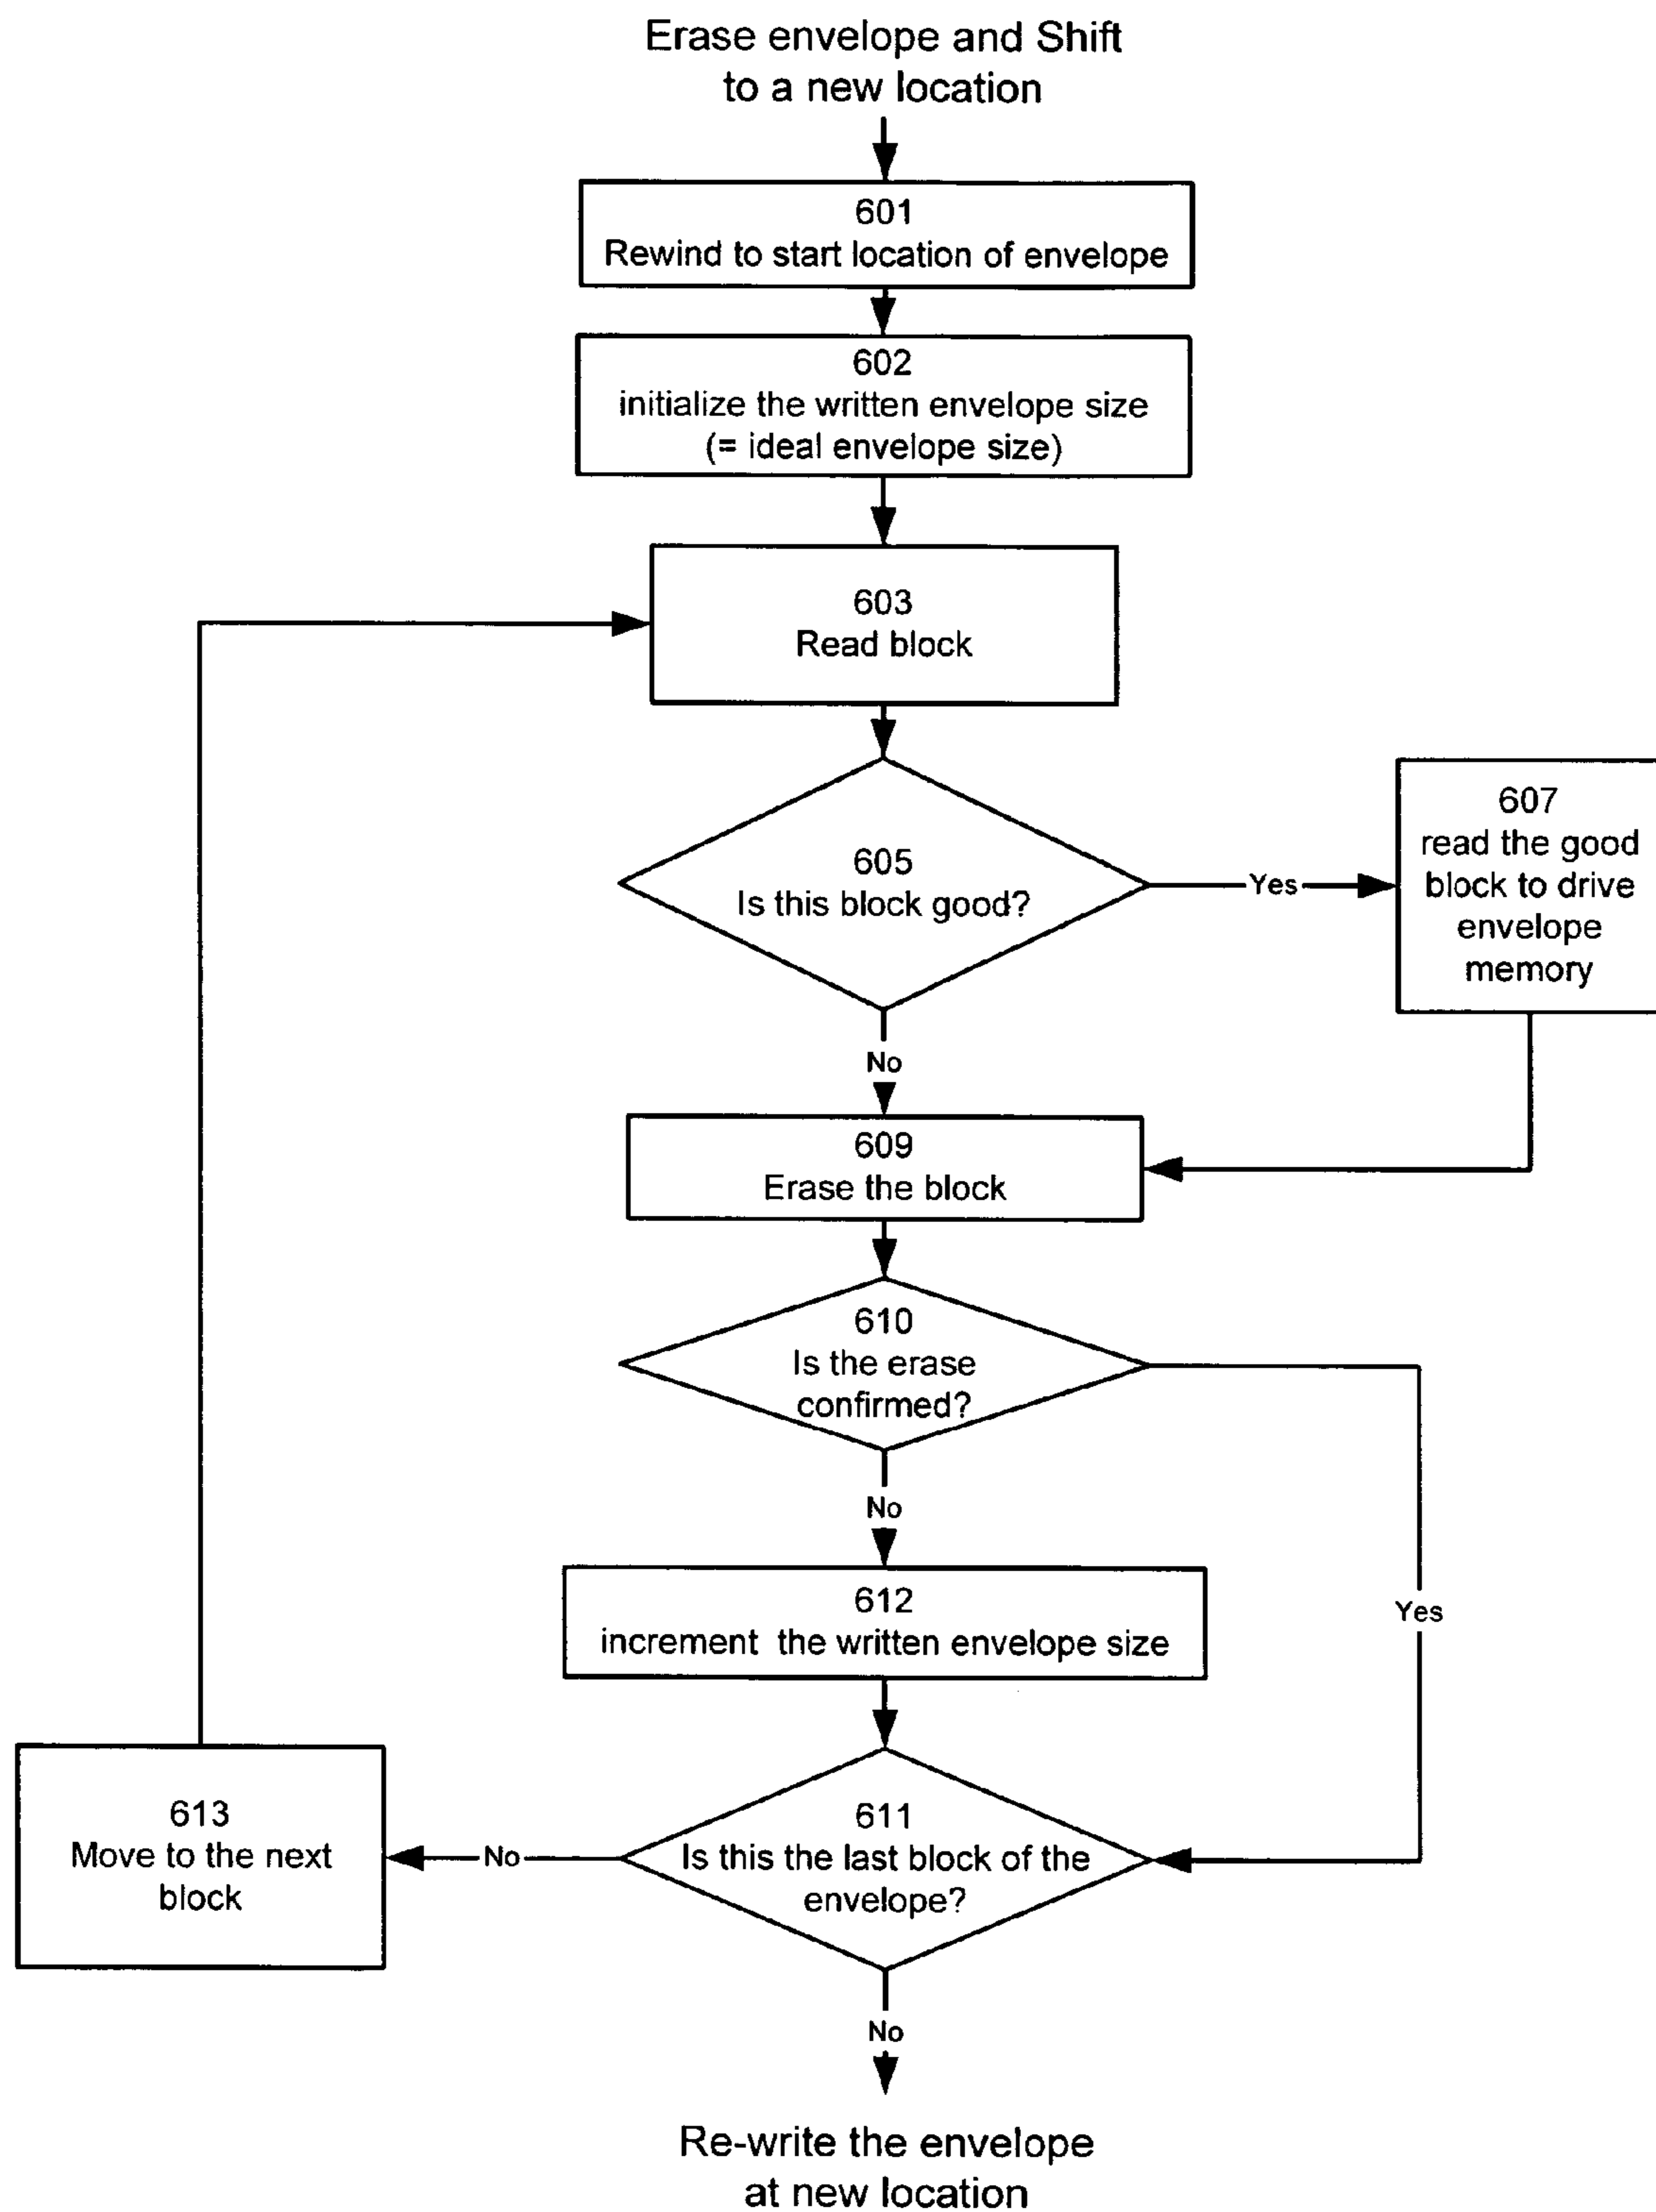 Erase envelope and Shift
to a new location
601
Rewind to start location of envelope
602
initialize the written envelope size
(= ideal envelope size)
603
Read block
605
Is this block good?
Yes
607
read the good
block to drive
envelope
memory
No
609
Erase the block
610
Is the erase
confirmed?
No
Yes
612
increment the written envelope size
611
Is this the last block of the
envelope?
No
613
Move to the next
block
No
Re-write the envelope
at new location